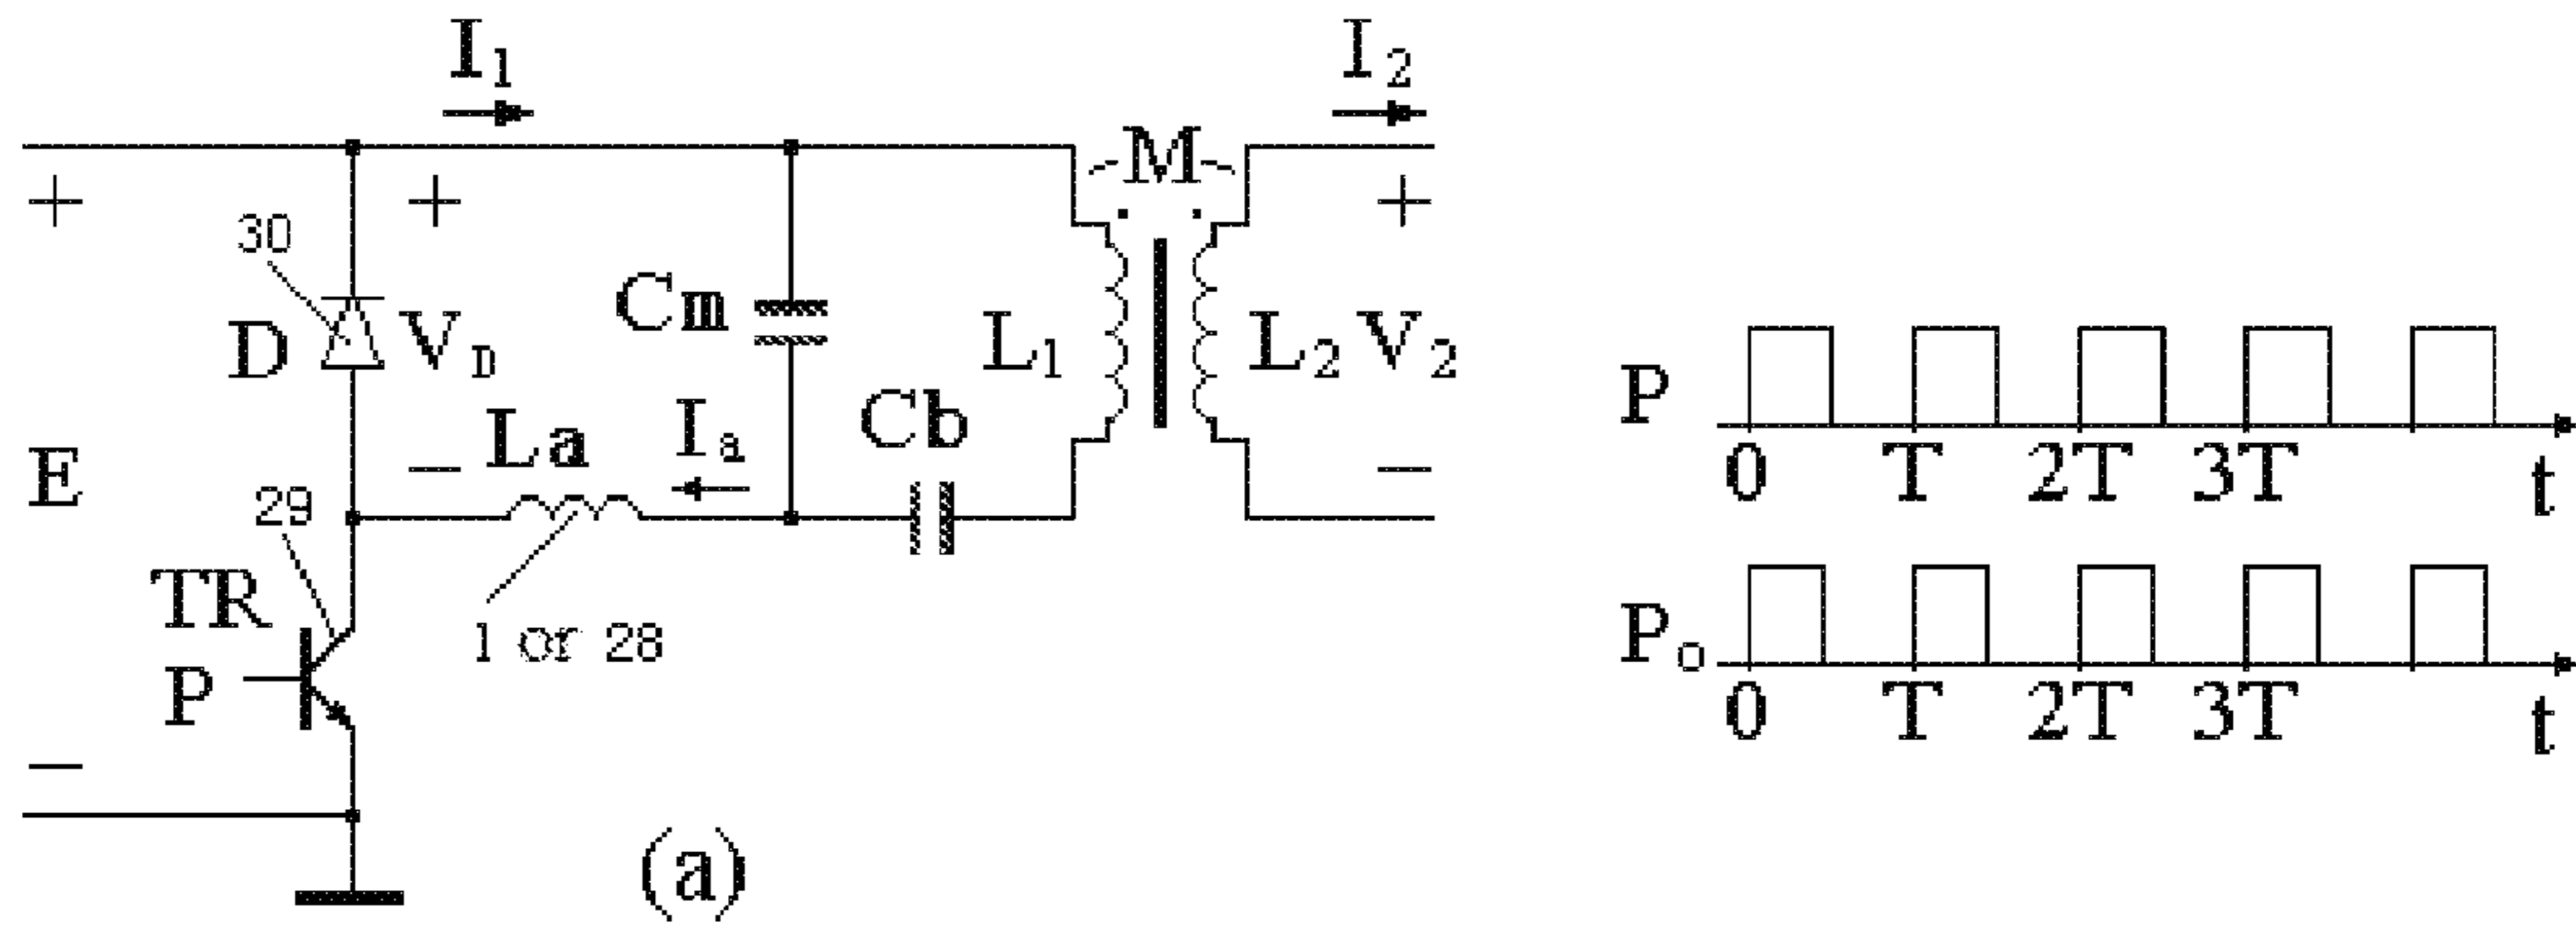 I1
I2
M
+
+
+
30
Cm
D
VD
L1
L2
V2
P
La
Ia
Cb
0 T 2T 3T t
E
−
−
29
TR
1 or 28
Po
P
0 T 2T 3T t
−
(a)